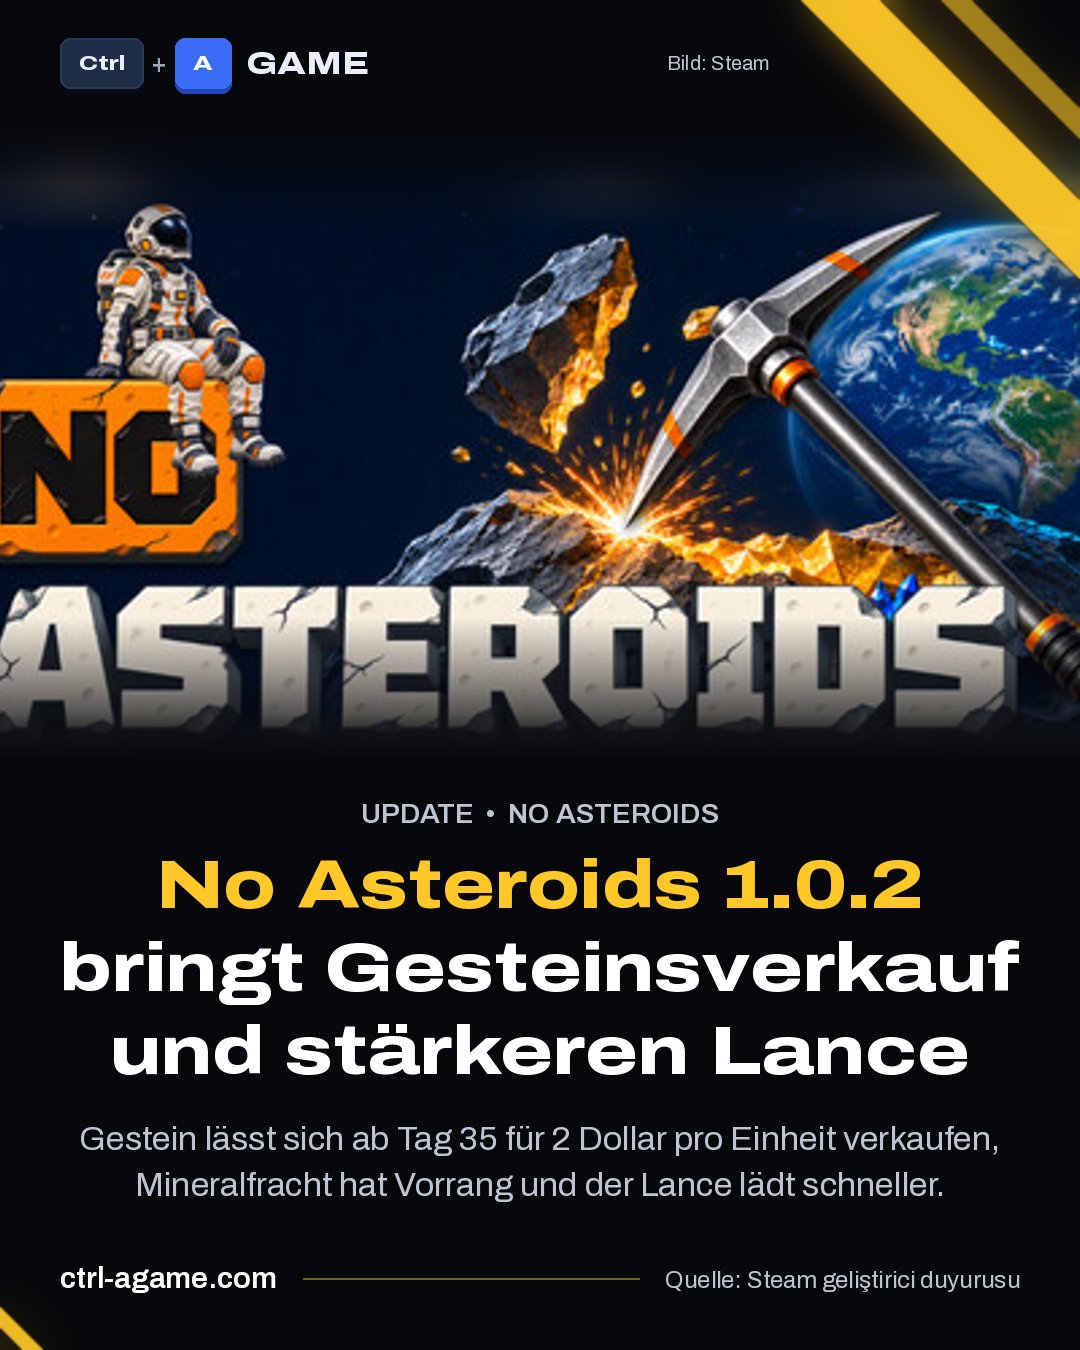 Ctrl + A GAME
Bild: Steam
NO
ASTEROIDS
UPDATE • NO ASTEROIDS
No Asteroids 1.0.2
bringt Gesteinsverkauf
und stärkeren Lance
Gestein lässt sich ab Tag 35 für 2 Dollar pro Einheit verkaufen,
Mineralfracht hat Vorrang und der Lance lädt schneller.
ctrl-agame.com
Quelle: Steam geliştirici duyurusu